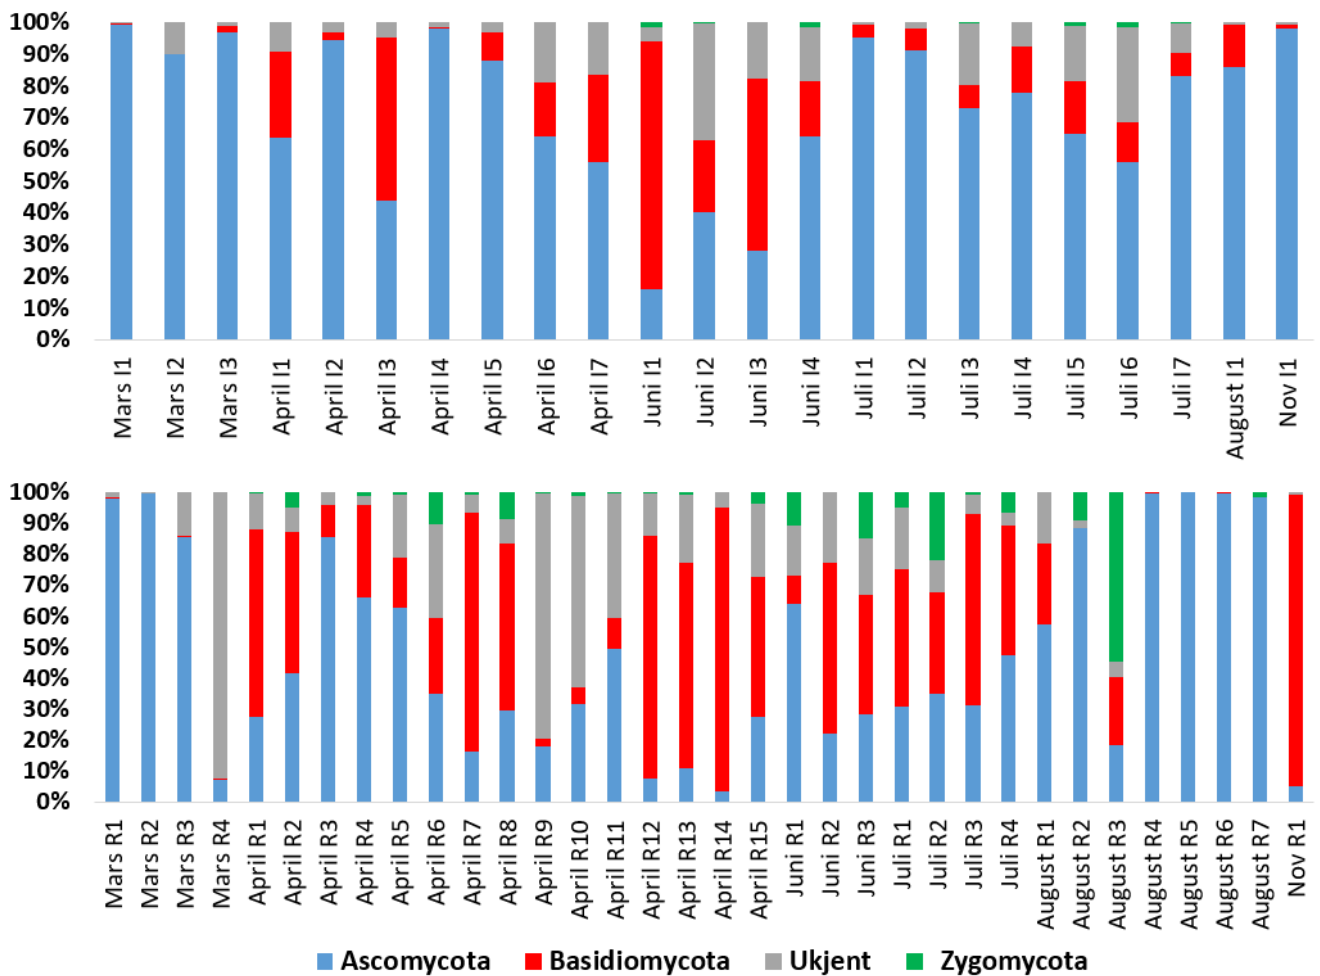 100%
90%
80%
70%
60%
50%
40%
30%
20%
10%
0%
Mars I1
Mars I2
Mars I3
April I1
April I2
April I3
April I4
April I5
April I6
April I7
Juni I1
Juni I2
Juni I3
Juni I4
Juli I1
Juli I2
Juli I3
Juli I4
Juli I5
Juli I6
Juli I7
August I1
Nov I1
100%
90%
80%
70%
60%
50%
40%
30%
20%
10%
0%
Mars R1
Mars R2
Mars R3
Mars R4
April R1
April R2
April R3
April R4
April R5
April R6
April R7
April R8
April R9
April R10
April R11
April R12
April R13
April R14
April R15
Juni R1
Juni R2
Juni R3
Juli R1
Juli R2
Juli R3
Juli R4
August R1
August R2
August R3
August R4
August R5
August R6
August R7
Nov R1
Ascomycota Basidiomycota Ukjent Zygomycota